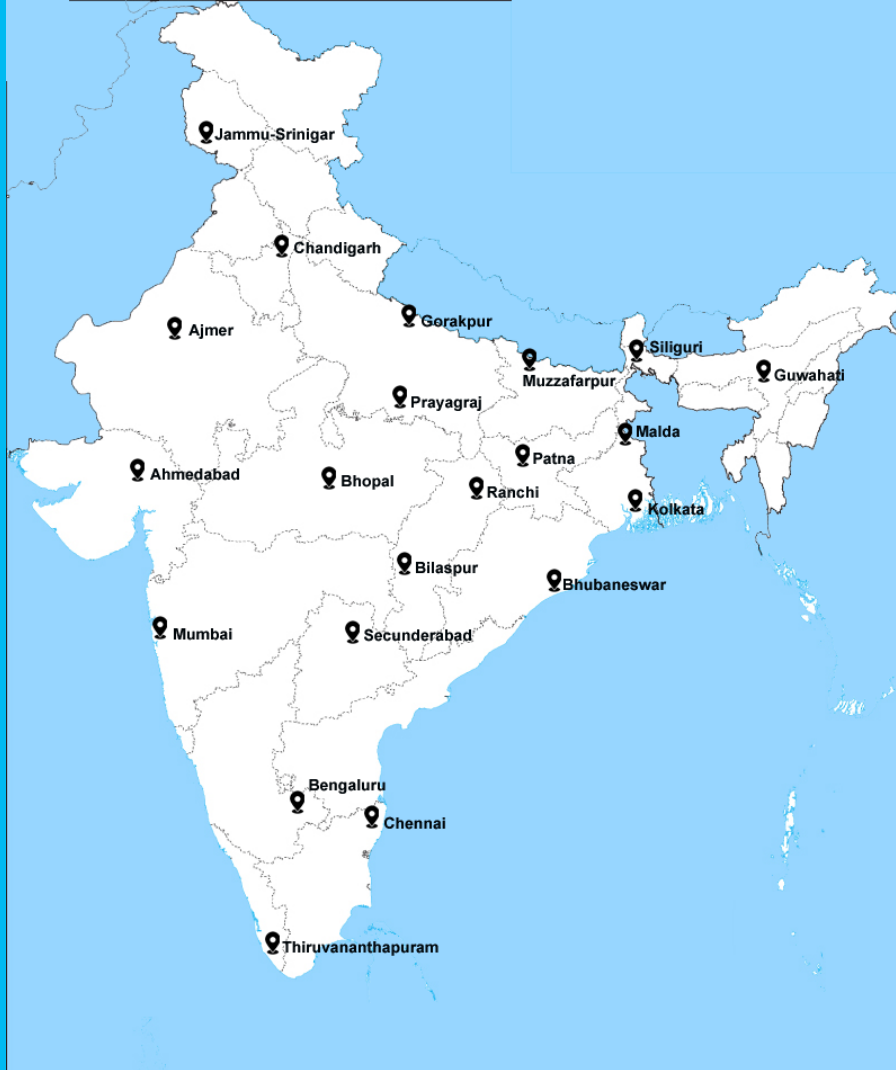 Jammu-Srinigar
Chandigarh
Gorakpur
Ajmer
Siliguri
Muzzafarpur
Guwahati
Prayagraj
Malda
Patna
Ahmedabad
Bhopal
Ranchi
Kolkata
Bilaspur
Bhubaneswar
Mumbai
Secunderabad
Bengaluru
Chennai
Thiruvananthapuram